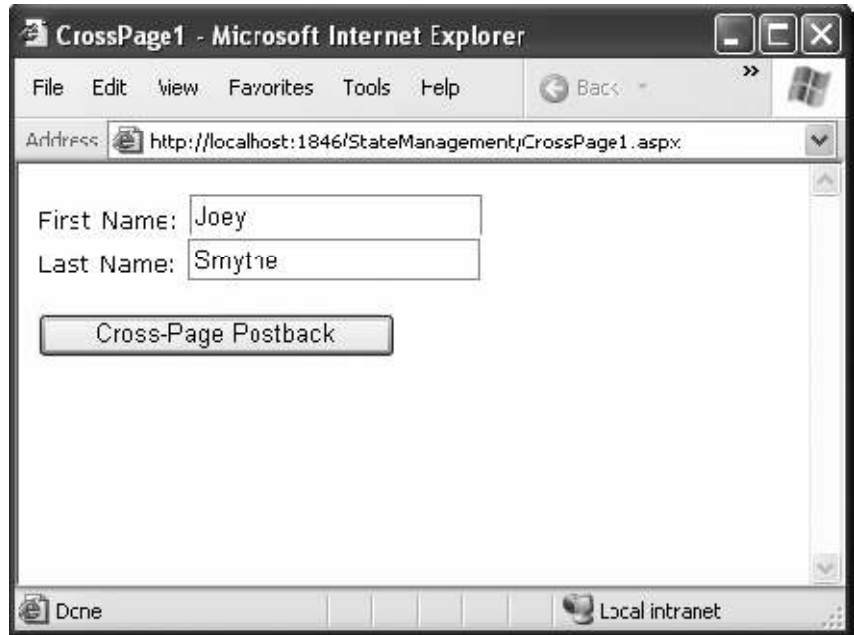 CrossPage1 - Microsoft Internet Explorer
File Edit View Favorites Tools Help Back »
Address http://localhost:1846/StateManagement/CrossPage1.aspx
First Name: Joey
Last Name: Smythe
Cross-Page Postback
Done Local intranet